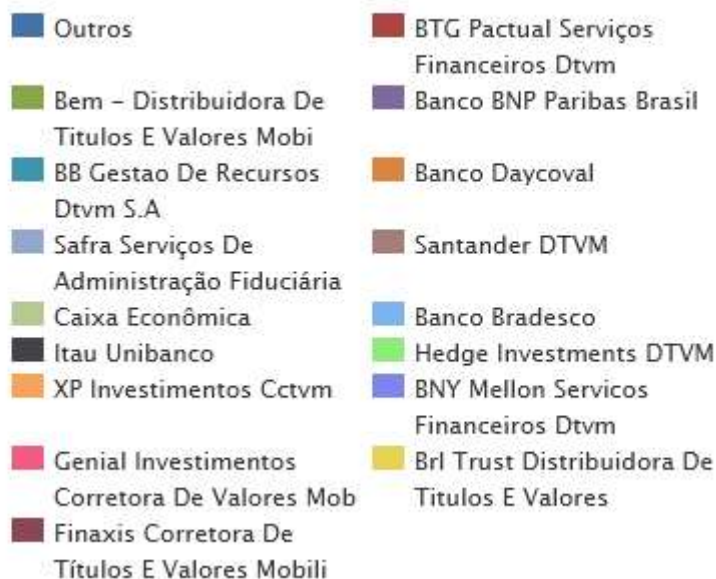 Outros
BTG Pactual Serviços
Financeiros Dtvm
Bem - Distribuidora De
Titulos E Valores Mobi
Banco BNP Paribas Brasil
BB Gestao De Recursos
Dtvm S.A
Banco Daycoval
Safra Serviços De
Administração Fiduciária
Santander DTVM
Caixa Econômica
Banco Bradesco
Itau Unibanco
Hedge Investments DTVM
XP Investimentos Cctvm
BNY Mellon Servicos
Financeiros Dtvm
Genial Investimentos
Corretora De Valores Mob
Brl Trust Distribuidora De
Titulos E Valores
Finaxis Corretora De
Títulos E Valores Mobili